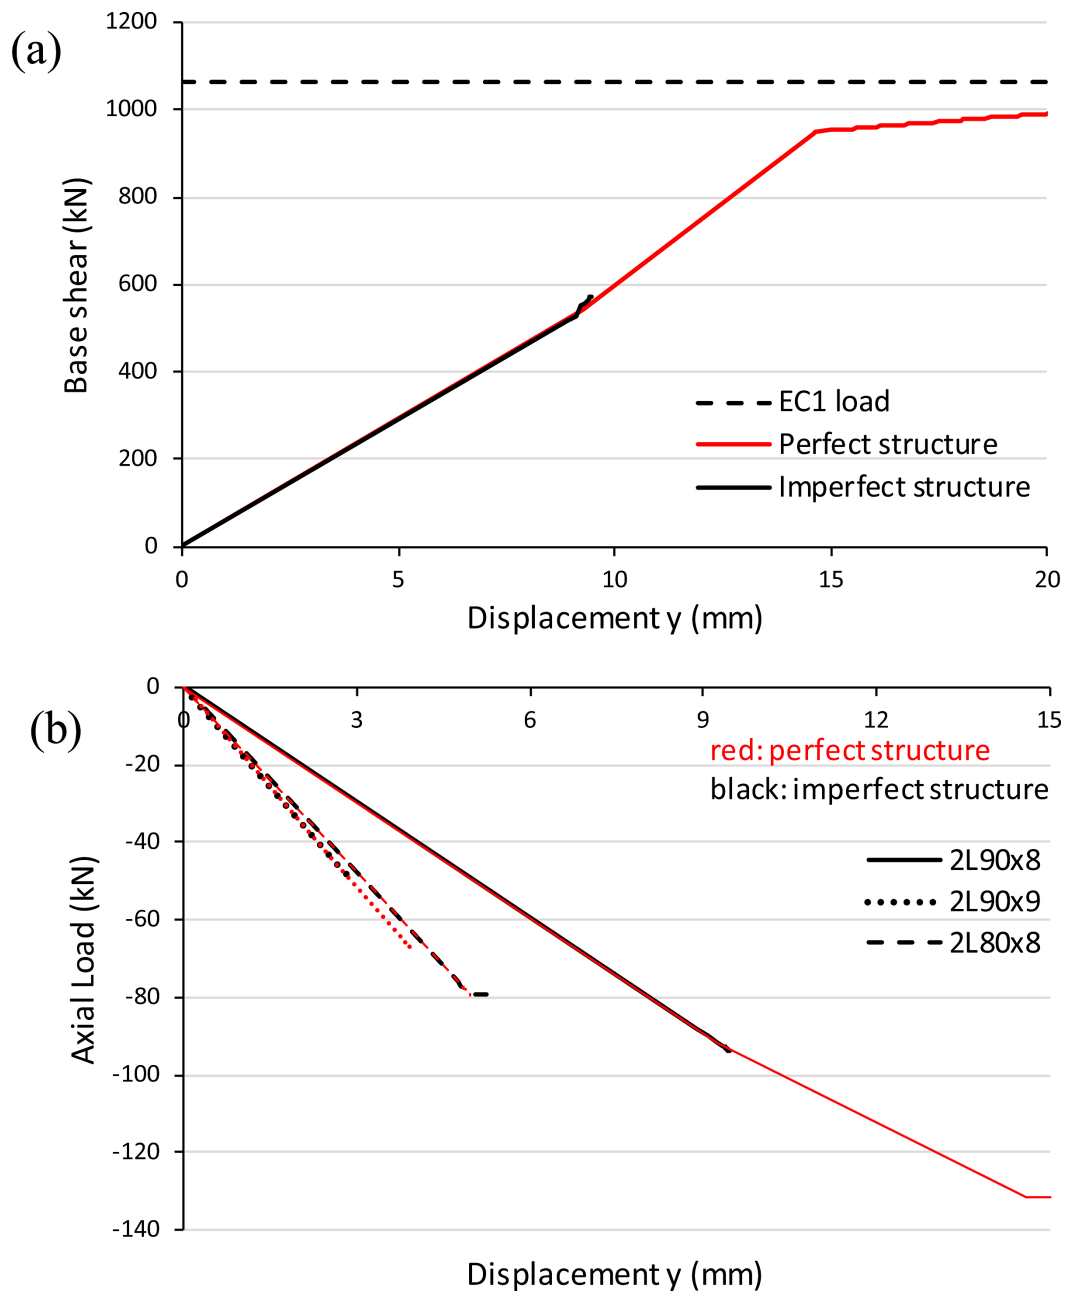 (a)
1200
1000
800
600
400
200
0
Base shear (kN)
EC1 load
Perfect structure
Imperfect structure
0 5 10 15 20
Displacement y (mm)
(b)
0
-20
-40
-60
-80
-100
-120
-140
Axial Load (kN)
0 3 6 9 12 15
red: perfect structure
black: imperfect structure
2L90x8
2L90x9
2L80x8
Displacement y (mm)